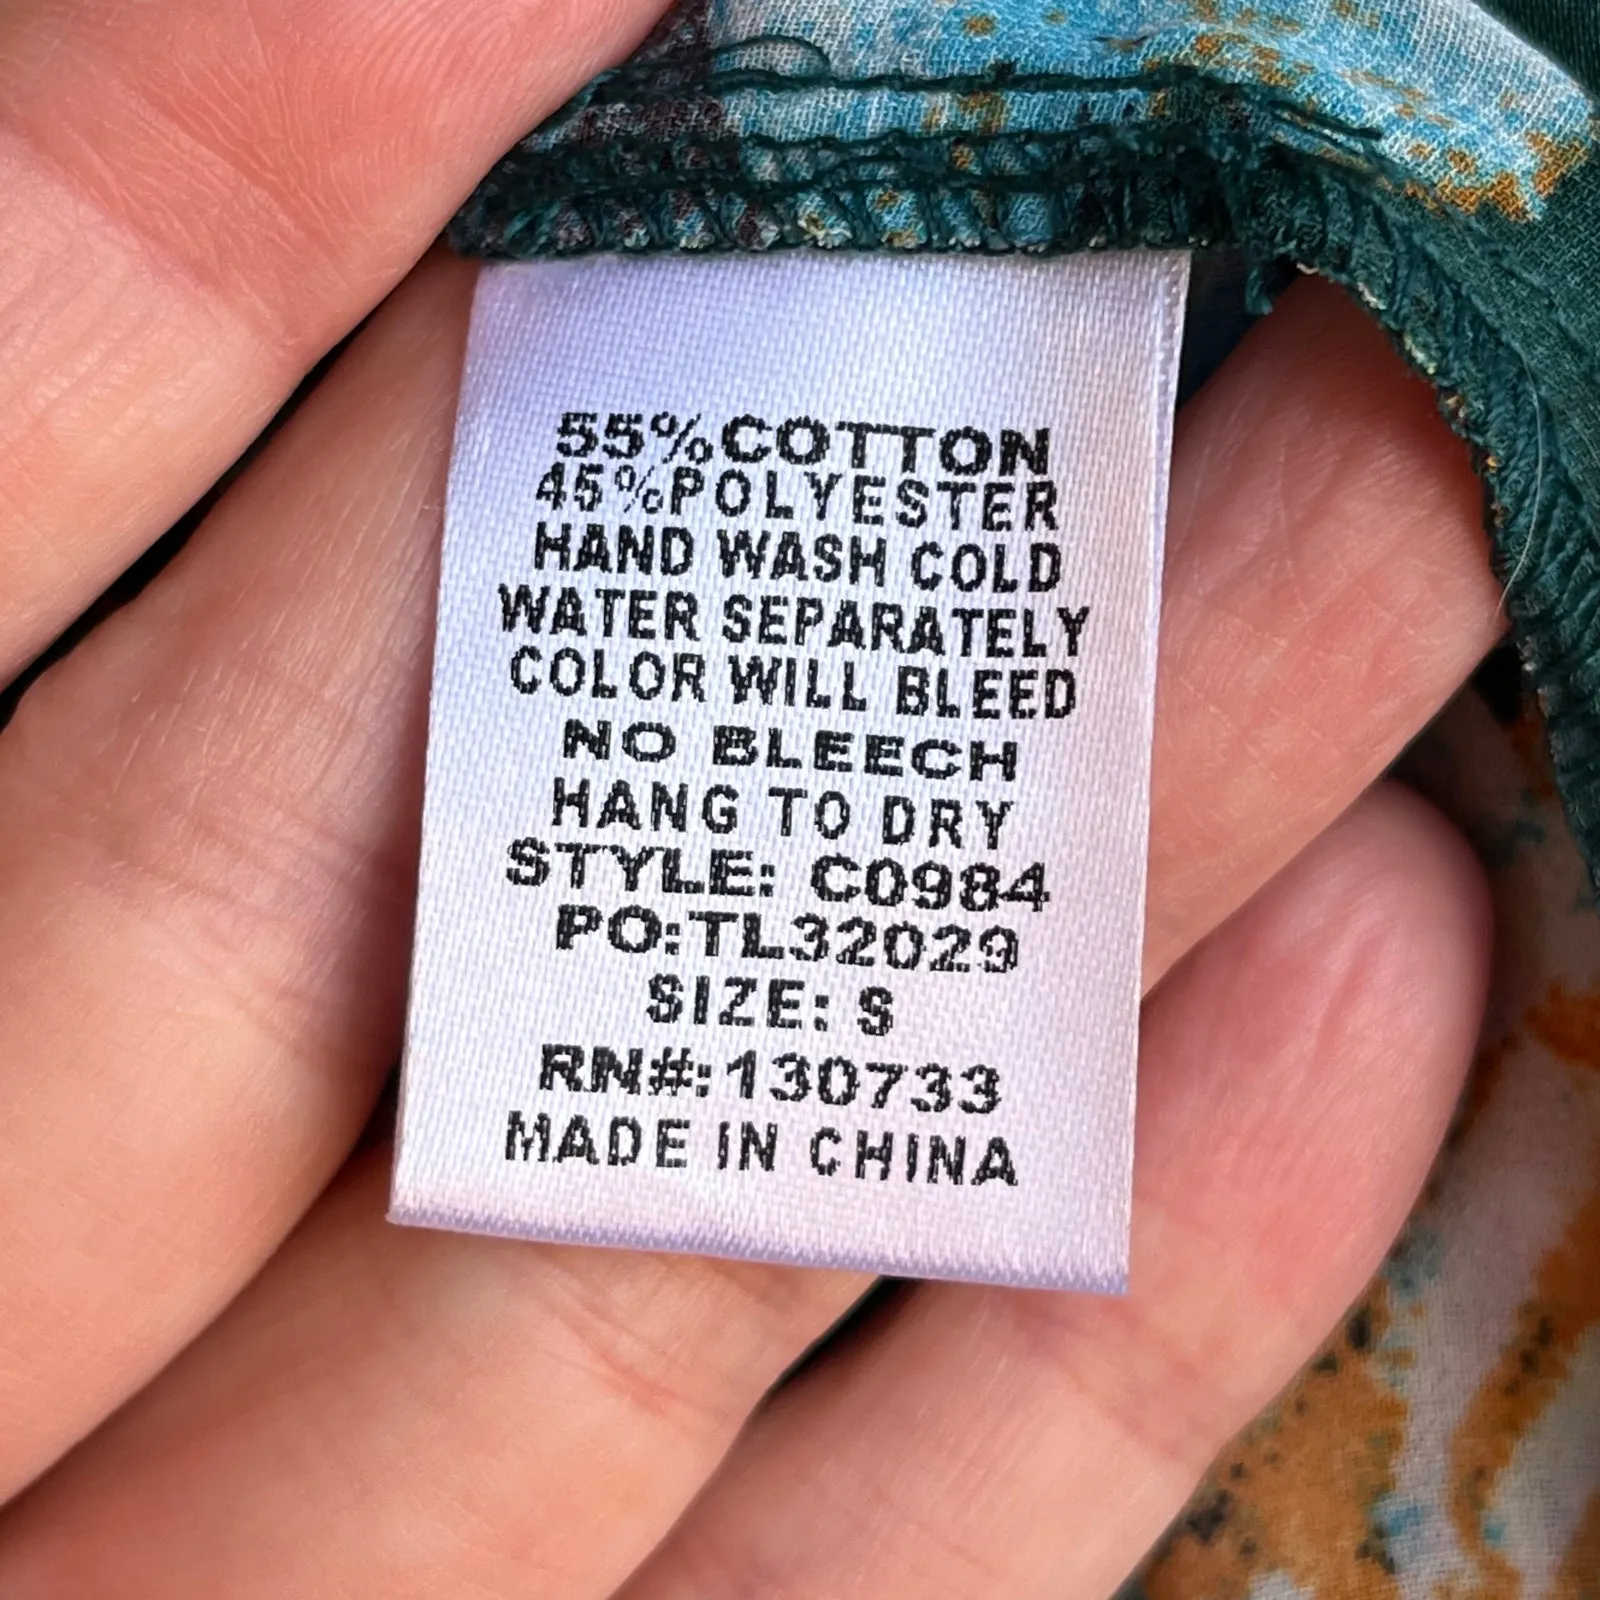 55%COTTON
45%POLYESTER
HAND WASH COLD
WATER SEPARATELY
COLOR WILL BLEED
NO BLEECH
HANG TO DRY
STYLE: C0984
PO:TL32029
SIZE: S
RN#:130733
MADE IN CHINA